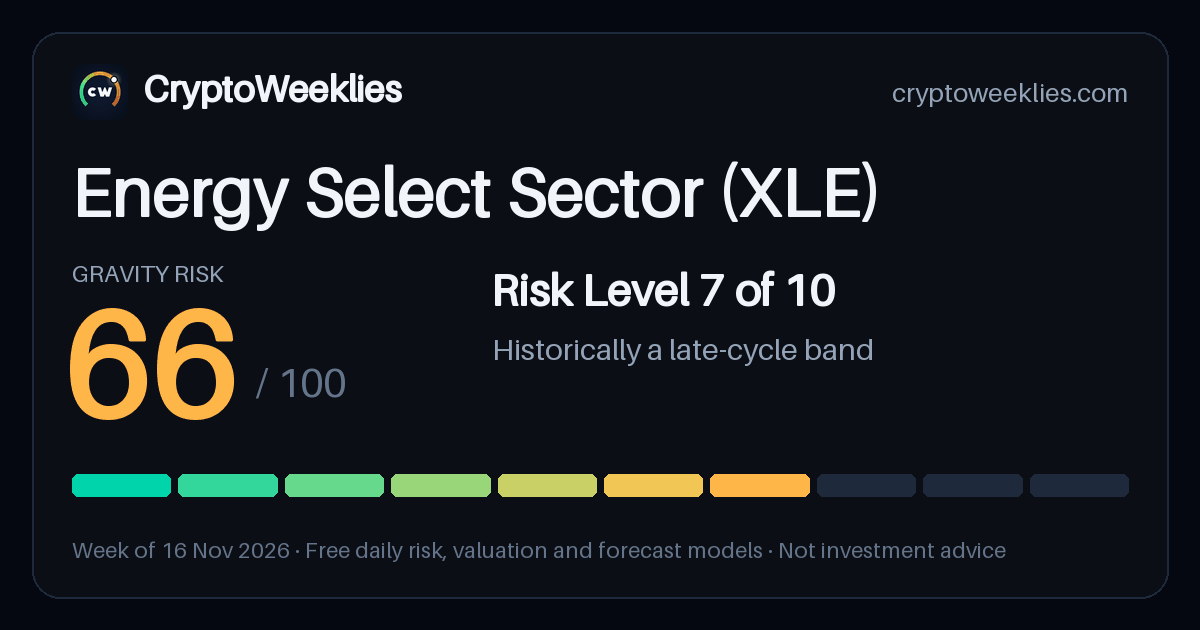 CW
CryptoWeeklies
cryptoweeklies.com
Energy Select Sector (XLE)
GRAVITY RISK
66 / 100
Risk Level 7 of 10
Historically a late-cycle band
Week of 16 Nov 2026 · Free daily risk, valuation and forecast models · Not investment advice